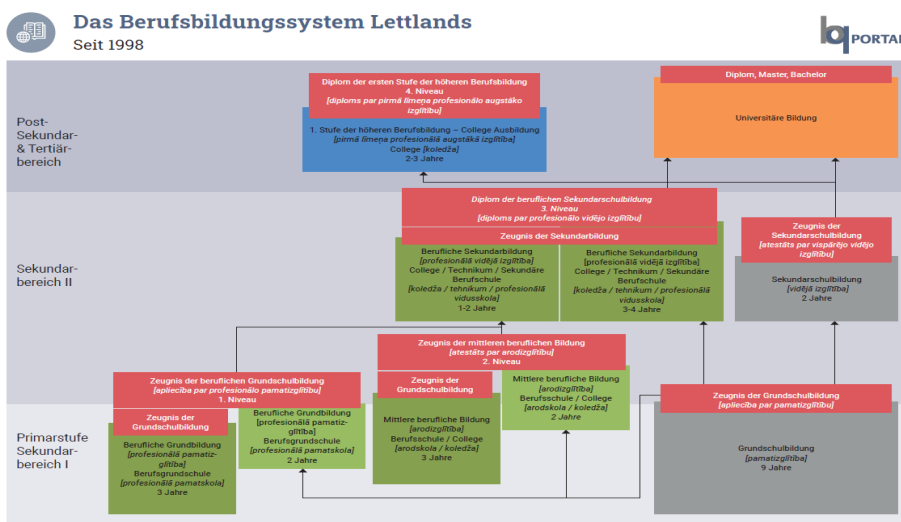 Das Berufsbildungssystem Lettlands
Seit 1998
bq PORTAL
Post-
Sekundar-
& Tertiär-
bereich
Diplom der ersten Stufe der höheren Berufsbildung
4. Niveau
[diploms par pirmā līmeņa profesionālo augstāko
izglītību]
1. Stufe der höheren Berufsbildung – College Ausbildung
[pirmā līmeņa profesionālā augstākā izglītība]
College [koledža]
2-3 Jahre
Diplom, Master, Bachelor
Universitäre Bildung
Sekundar-
bereich II
Diplom der beruflichen Sekundarschulbildung
3. Niveau
[diploms par profesionālo vidējo izglītību]
Zeugnis der Sekundarbildung
Berufliche Sekundarbildung
[profesionālā vidējā izglītība]
College / Technikum / Sekundäre
Berufschule
[koledža / tehnikum / profesionālā
vidusskola]
1-2 Jahre
Berufliche Sekundarbildung
[profesionālā vidējā izglītība]
College / Technikum / Sekundäre
Berufschule
[koledža / tehnikum / profesionālā
vidusskola]
3-4 Jahre
Zeugnis der
Sekundarschulbildung
[atestāts par vispārējo vidējo
izglītību]
Sekundarschulbildung
[vidējā izglītība]
2 Jahre
Zeugnis der mittleren beruflichen Bildung
[atestāts par arodizglītību]
2. Niveau
Zeugnis der
Grundschulbildung
Mittlere berufliche Bildung
[arodizglītība]
Berufsschule / College
[arodskola / koledža]
3 Jahre
Mittlere berufliche Bildung
[arodizglītība]
Berufsschule / College
[arodskola / koledža]
2 Jahre
Primarstufe
Sekundar-
bereich I
Zeugnis der beruflichen Grundschulbildung
[apliecība par profesionālo pamatizglītību]
1. Niveau
Zeugnis der
Grundschulbildung
Berufliche Grundbildung
[profesionālā pamatiz-
glītība]
Berufsgrundschule
[profesionālā pamatskola]
3 Jahre
Berufliche Grundbildung
[profesionālā pamatiz-
glītība]
Berufsgrundschule
[profesionālā pamatskola]
2 Jahre
Zeugnis der Grundschulbildung
[apliecība par pamatizglītību]
Grundschulbildung
[pamatizglītība]
9 Jahre